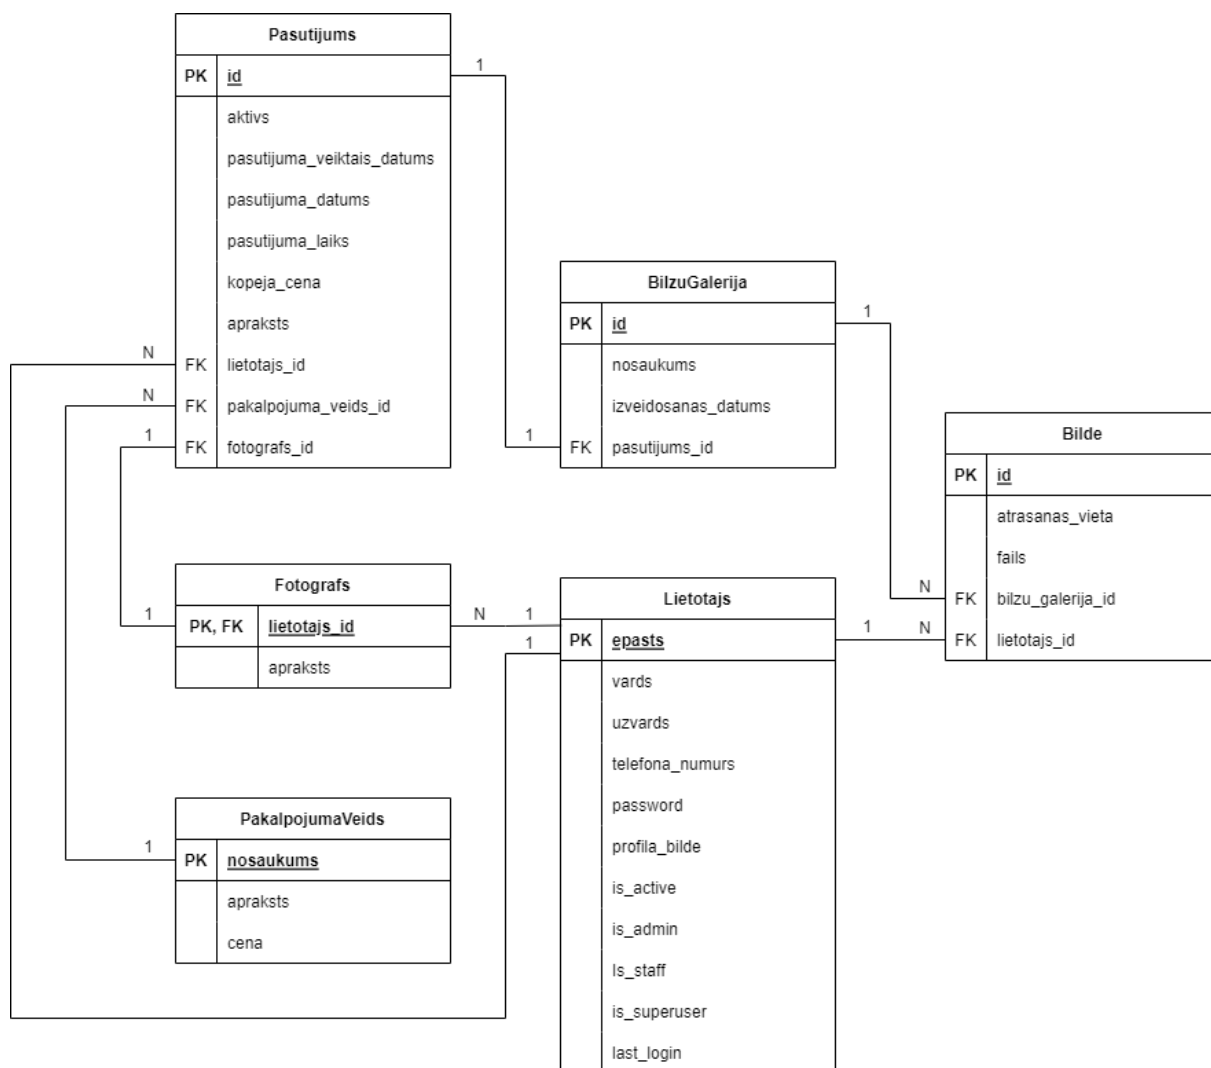 Pasutijums
PK id
aktivs
pasutijuma_veiktais_datums
pasutijuma_datums
pasutijuma_laiks
kopeja_cena
apraksts
FK lietotajs_id
FK pakalpojuma_veids_id
FK fotografs_id
1
N
N
1
BilzuGalerija
PK id
nosaukums
izveidosanas_datums
FK pasutijums_id
1
1
Bilde
PK id
atrasanas_vieta
fails
FK bilzu_galerija_id
FK lietotajs_id
N
N
Fotografs
PK, FK lietotajs_id
apraksts
1
N
1
Lietotajs
PK epasts
vards
uzvards
telefona_numurs
password
profila_bilde
is_active
is_admin
Is_staff
is_superuser
last_login
1
1
PakalpojumaVeids
PK nosaukums
apraksts
cena
1